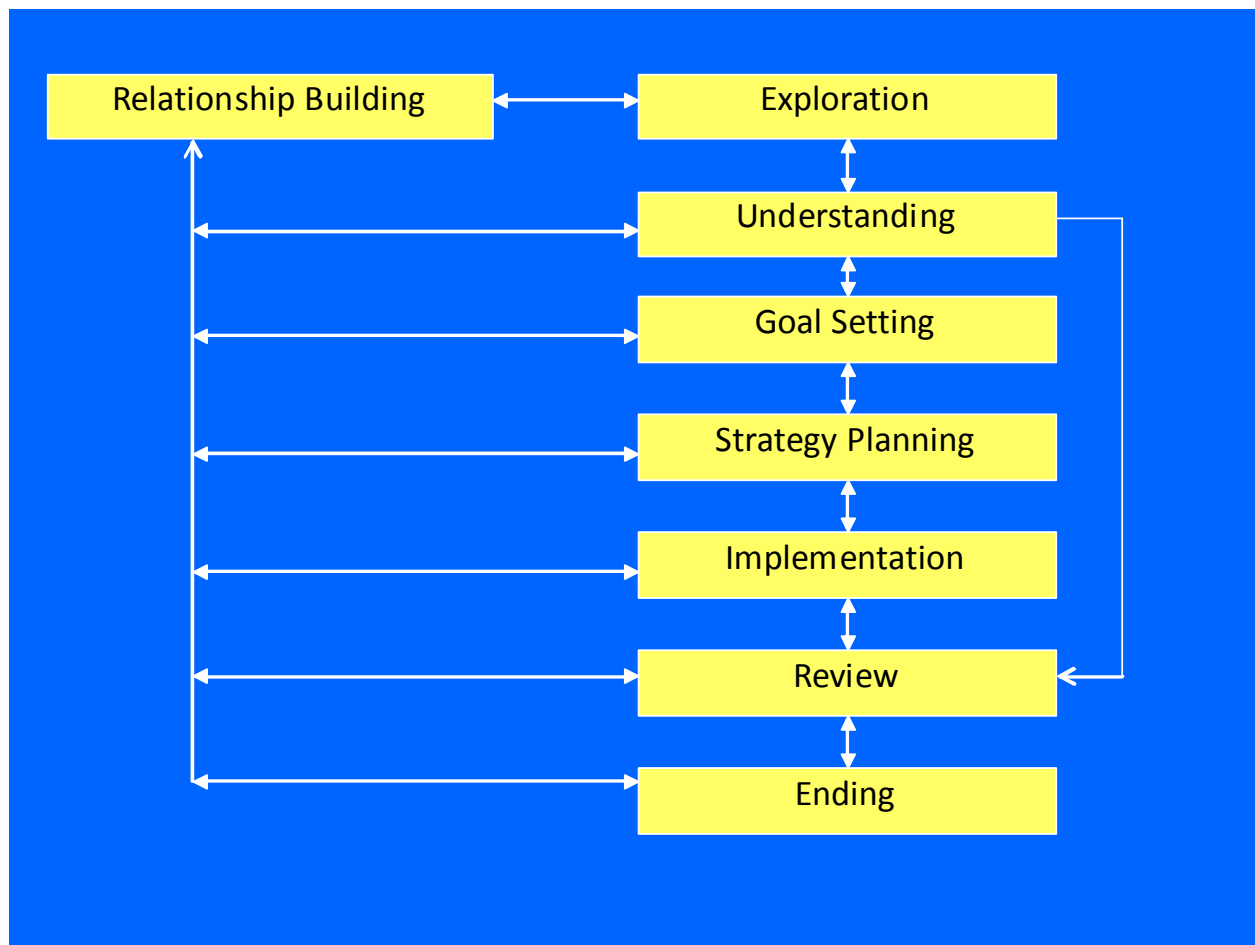 Relationship Building
Exploration
Understanding
Goal Setting
Strategy Planning
Implementation
Review
Ending